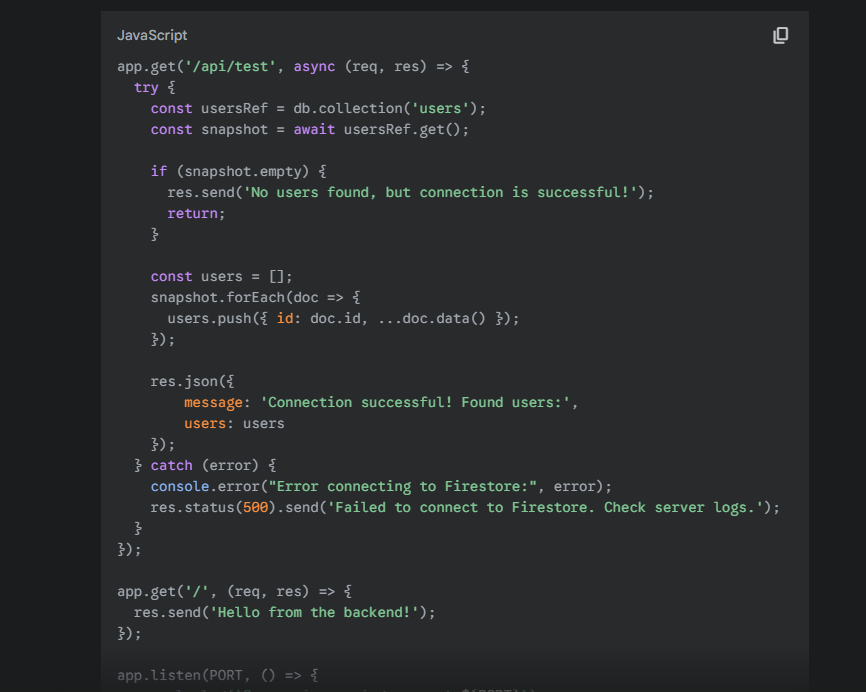 JavaScript
app.get('/api/test', async (req, res) => {
  try {
    const usersRef = db.collection('users');
    const snapshot = await usersRef.get();

    if (snapshot.empty) {
      res.send('No users found, but connection is successful!');
      return;
    }

    const users = [];
    snapshot.forEach(doc => {
      users.push({ id: doc.id, ...doc.data() });
    });

    res.json({
        message: 'Connection successful! Found users:',
        users: users
    });
  } catch (error) {
    console.error("Error connecting to Firestore:", error);
    res.status(500).send('Failed to connect to Firestore. Check server logs.');
  }
});

app.get('/', (req, res) => {
  res.send('Hello from the backend!');
});

app.listen(PORT, () => {